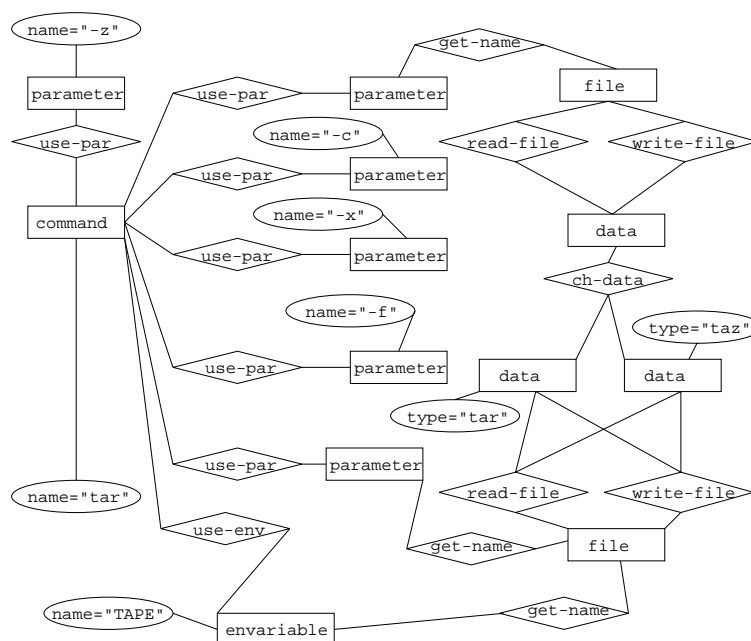 name="-z"
get-name
parameter
use-par
parameter
file
use-par
name="-c"
read-file
write-file
use-par
parameter
command
name="-x"
data
use-par
parameter
ch-data
name="-f"
type="taz"
use-par
parameter
data
data
type="tar"
use-par
parameter
name="tar"
read-file
write-file
use-env
get-name
file
name="TAPE"
envariable
get-name